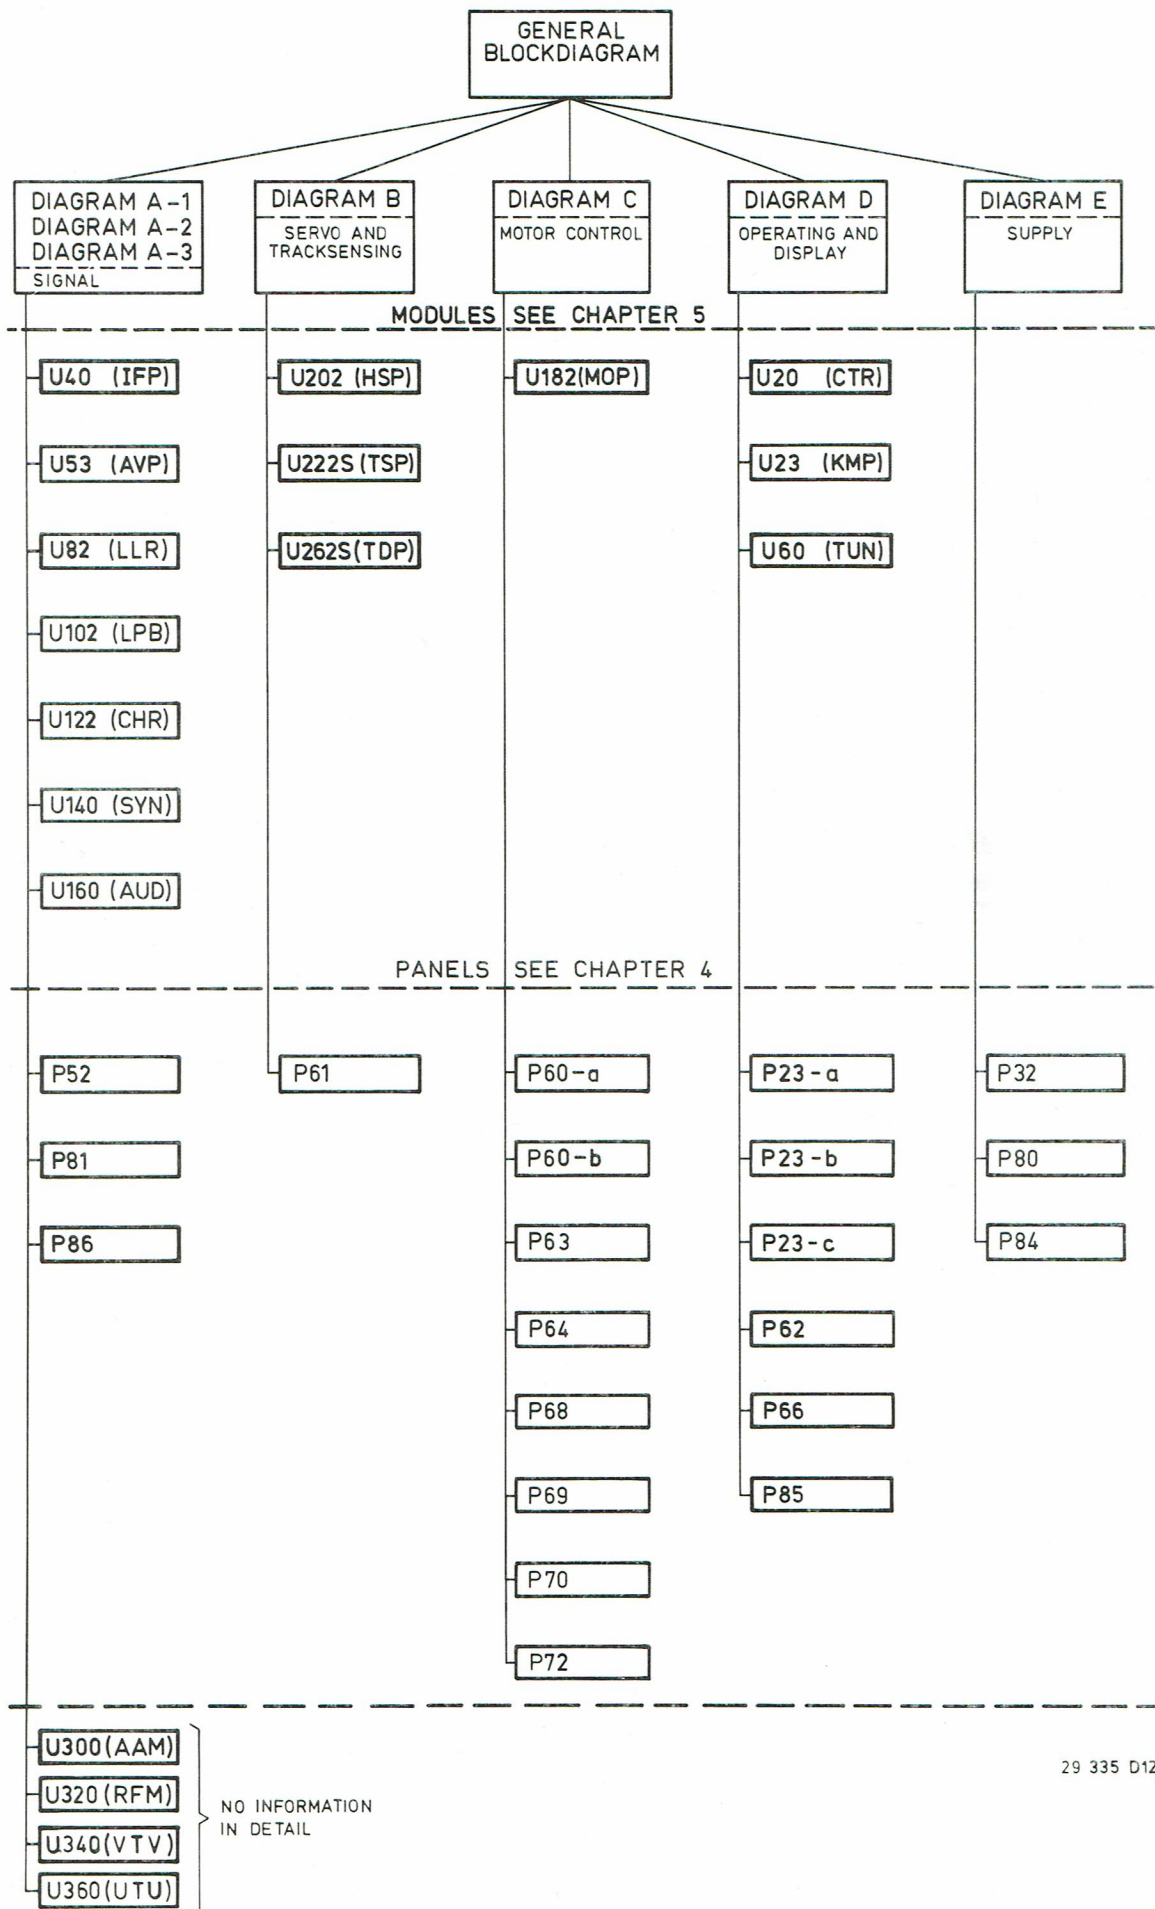 GENERAL
BLOCKDIAGRAM
DIAGRAM A-1
DIAGRAM A-2
DIAGRAM A-3
SIGNAL
DIAGRAM B
SERVO AND
TRACKSENSING
DIAGRAM C
MOTOR CONTROL
DIAGRAM D
OPERATING AND
DISPLAY
DIAGRAM E
SUPPLY
MODULES SEE CHAPTER 5
U40 (IFP)
U202 (HSP)
U182(MOP)
U20 (CTR)
U53 (AVP)
U222S (TSP)
U23 (KMP)
U82 (LLR)
U262S(TDP)
U60 (TUN)
U102 (LPB)
U122 (CHR)
U140 (SYN)
U160 (AUD)
PANELS SEE CHAPTER 4
P52
P61
P60-a
P23-a
P32
P81
P60-b
P23-b
P80
P86
P63
P23-c
P84
P64
P62
P68
P66
P69
P85
P70
P72
U300(AAM)
U320(RFM)
U340(VTV)
U360(UTU)
NO INFORMATION
IN DETAIL
29 335 D12